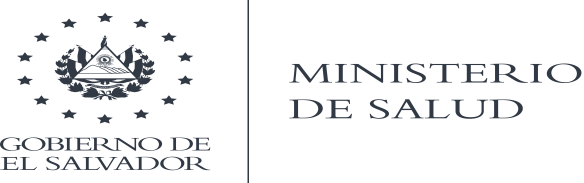 GOBIERNO DE
EL SALVADOR
MINISTERIO
DE SALUD